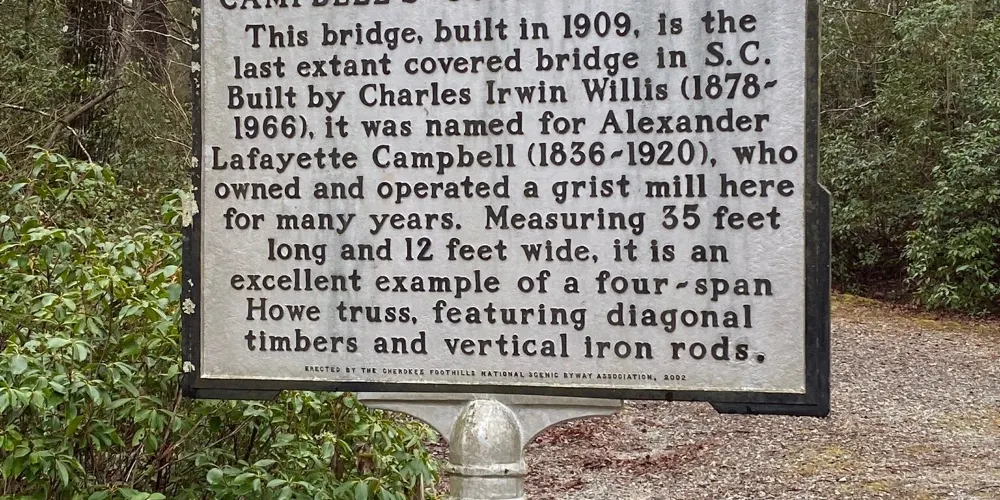 CAMPBELL'S
This bridge, built in 1909, is the
last extant covered bridge in S.C.
Built by Charles Irwin Willis (1878-
1966), it was named for Alexander
Lafayette Campbell (1836-1920), who
owned and operated a grist mill here
for many years. Measuring 35 feet
long and 12 feet wide, it is an
excellent example of a four-span
Howe truss, featuring diagonal
timbers and vertical iron rods.
ERECTED BY THE CHEROKEE FOOTHILLS NATIONAL SCENIC BYWAY ASSOCIATION, 2002